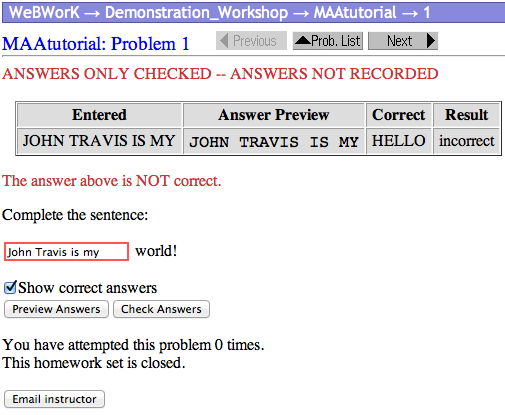 WeBWorK → Demonstration_Workshop → MAAtutorial → 1
MAAtutorial: Problem 1 Previous Prob. List Next
ANSWERS ONLY CHECKED -- ANSWERS NOT RECORDED
Entered Answer Preview Correct Result
JOHN TRAVIS IS MY JOHN TRAVIS IS MY HELLO incorrect
The answer above is NOT correct.
Complete the sentence:
John Travis is my world!
Show correct answers
Preview Answers Check Answers
You have attempted this problem 0 times.
This homework set is closed.
Email instructor